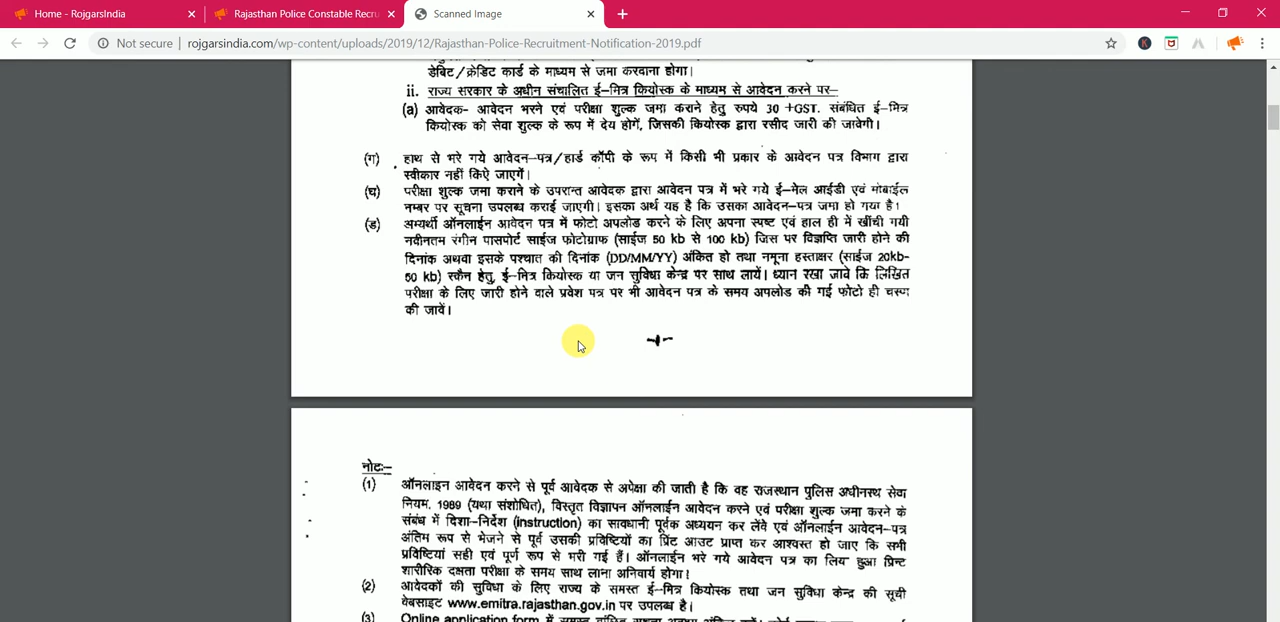 Home - RojgarsIndia
Rajasthan Police Constable Recru
Scanned Image
Not secure | rojgarsindia.com/wp-content/uploads/2019/12/Rajasthan-Police-Recruitment-Notification-2019.pdf
डेबिट/क्रेडिट कार्ड के माध्यम से जमा करवाना होगा।
ii. राज्य सरकार के अधीन संचालित ई-मित्र कियोस्क के माध्यम से आवेदन करने पर-
(a) आवेदक- आवेदन भरने एवं परीक्षा शुल्क जमा कराने हेतु रुपये 30 +GST. संबंधित ई-मित्र
कियोस्क को सेवा शुल्क के रूप में देय होगें, जिसकी कियोस्क द्वारा रसीद जारी की जावेगी।
(ग) हाथ से भरे गये आवेदन-पत्र/हार्ड कॉपी के रूप में किसी भी प्रकार के आवेदन पत्र विभाग द्वारा
स्वीकार नहीं किऐ जाएगें।
(घ) परीक्षा शुल्क जमा कराने के उपरान्त आवेदक द्वारा आवेदन पत्र में भरे गये ई-मेल आईडी एवं मोबाईल
नम्बर पर सूचना उपलब्ध कराई जाएगी। इसका अर्थ यह है कि उसका आवेदन-पत्र जमा हो गया है।
(ड) अभ्यर्थी ऑनलाईन आवेदन पत्र में फोटो अपलोड करने के लिए अपना स्पष्ट एवं हाल ही में खींची गयी
नवीनतम रंगीन पासपोर्ट साईज फोटोग्राफ (साईज 50 kb से 100 kb) जिस पर विज्ञप्ति जारी होने की
दिनांक अथवा इसके पश्चात की दिनांक (DD/MM/YY) अंकित हो तथा नमूना हस्ताक्षर (साईज 20kb-
50 kb) स्कैन हेतु, ई-मित्र कियोस्क या जन सुविधा केन्द्र पर साथ लायें। ध्यान रखा जावे कि लिखित
परीक्षा के लिए जारी होने वाले प्रवेश पत्र पर भी आवेदन पत्र के समय अपलोड की गई फोटो ही चस्पा
की जावें।
नोटः-
(1) ऑनलाइन आवेदन करने से पूर्व आवेदक से अपेक्षा की जाती है कि वह राजस्थान पुलिस अधीनस्थ सेवा
नियम, 1989 (यथा संशोधित), विस्तृत विज्ञापन ऑनलाईन आवेदन करने एवं परीक्षा शुल्क जमा करने के
संबंध में दिशा-निर्देश (instruction) का सावधानी पूर्वक अध्ययन कर लेंवे एवं ऑनलाईन आवेदन-पत्र
अंतिम रूप से भेजने से पूर्व उसकी प्रविष्टियों का प्रिंट आउट प्राप्त कर आश्वस्त हो जाए कि सभी
प्रविष्टियां सही एवं पूर्ण रूप से भरी गई हैं। ऑनलाईन भरे गये आवेदन पत्र का लिया हुआ प्रिन्ट
शारीरिक दक्षता परीक्षा के समय साथ लाना अनिवार्य होगा।
(2) आवेदकों की सुविधा के लिए राज्य के समस्त ई-मित्र कियोस्क तथा जन सुविधा केन्द्र की सूची
वेबसाइट www.emitra.rajasthan.gov.in पर उपलब्ध है।
(3) Online application form में समस्त वांछित